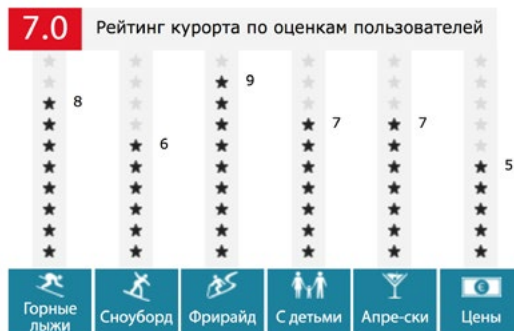 7.0 Рейтинг курорта по оценкам пользователей
9
8
7 7
6
5
Горные лыжи
Сноуборд
Фрирайд
С детьми
Апре-ски
Цены